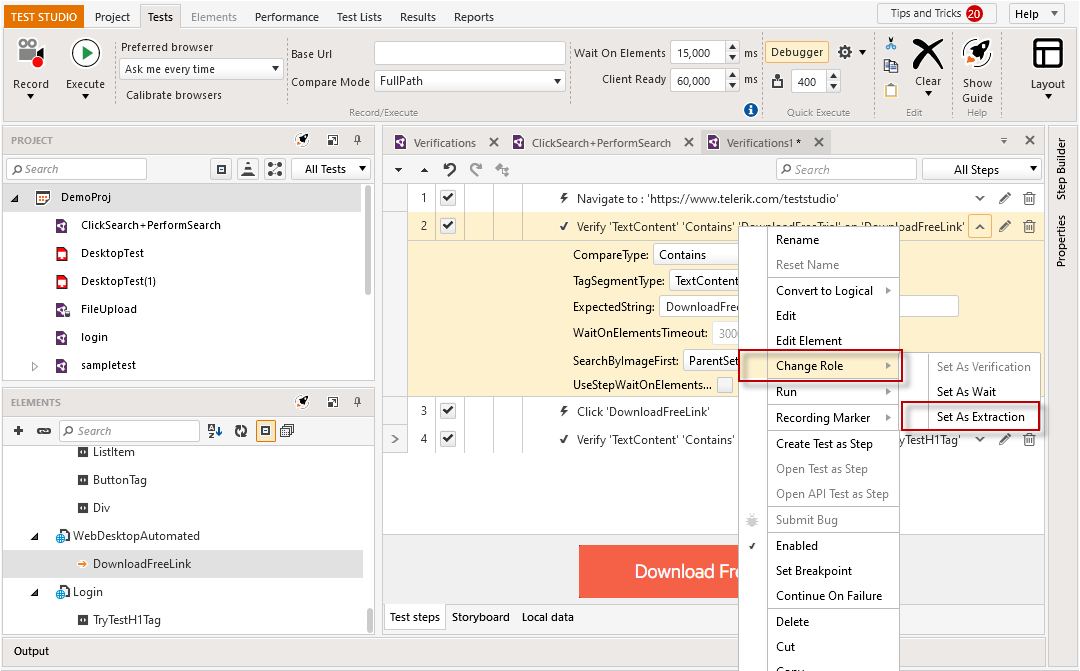 TEST STUDIO Project Tests Elements Performance Test Lists Results Reports Tips and Tricks 20 Help
Record
Execute
Preferred browser
Ask me every time
Calibrate browsers
Base Url
Compare Mode FullPath
Wait On Elements 15,000 ms
Client Ready 60,000 ms
Record/Execute
Debugger
400
Quick Execute
Clear
Edit
Show
Guide
Help
Layout
PROJECT
Search All Tests
DemoProj
ClickSearch+PerformSearch
DesktopTest
DesktopTest(1)
FileUpload
login
sampletest
ELEMENTS
Search
ListItem
ButtonTag
Div
WebDesktopAutomated
DownloadFreeLink
Login
TryTestH1Tag
Output
Verifications ClickSearch+PerformSearch Verifications1 *
Search All Steps
1 Navigate to : 'https://www.telerik.com/teststudio'
2 Verify 'TextContent' 'Contains' 'DownloadFreeTrial' on 'DownloadFreeLink'
CompareType: Contains
TagSegmentType: TextContent
ExpectedString: DownloadFree
WaitOnElementsTimeout: 3000
SearchByImageFirst: ParentSet
UseStepWaitOnElements...
3 Click 'DownloadFreeLink'
4 Verify 'TextContent' 'Contains' TryTestH1Tag'
Download Fre
Test steps Storyboard Local data
Rename
Reset Name
Convert to Logical
Edit
Edit Element
Change Role
Run
Recording Marker
Create Test as Step
Open Test as Step
Open API Test as Step
Submit Bug
Enabled
Set Breakpoint
Continue On Failure
Delete
Cut
Copy
Set As Verification
Set As Wait
Set As Extraction
Step Builder
Properties